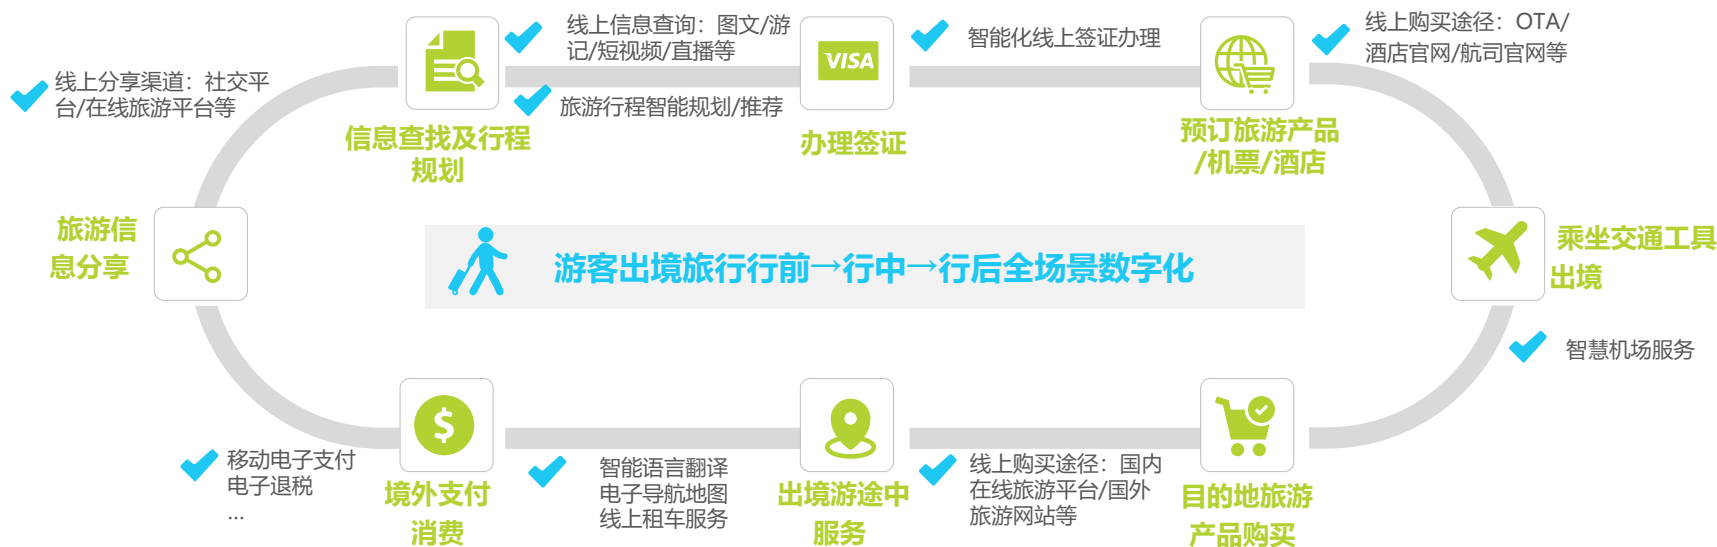 线上信息查询：图文/游
记/短视频/直播等
旅游行程智能规划/推荐
信息查找及行程
规划
VISA
智能化线上签证办理
办理签证
线上购买途径：OTA/
酒店官网/航司官网等
预订旅游产品
/机票/酒店
线上分享渠道：社交平
台/在线旅游平台等
旅游信
息分享
游客出境旅行行前→行中→行后全场景数字化
乘坐交通工具
出境
智慧机场服务
移动电子支付
电子退税
...
$
境外支付
消费
智能语言翻译
电子导航地图
线上租车服务
出境游途中
服务
线上购买途径：国内
在线旅游平台/国外
旅游网站等
目的地旅游
产品购买